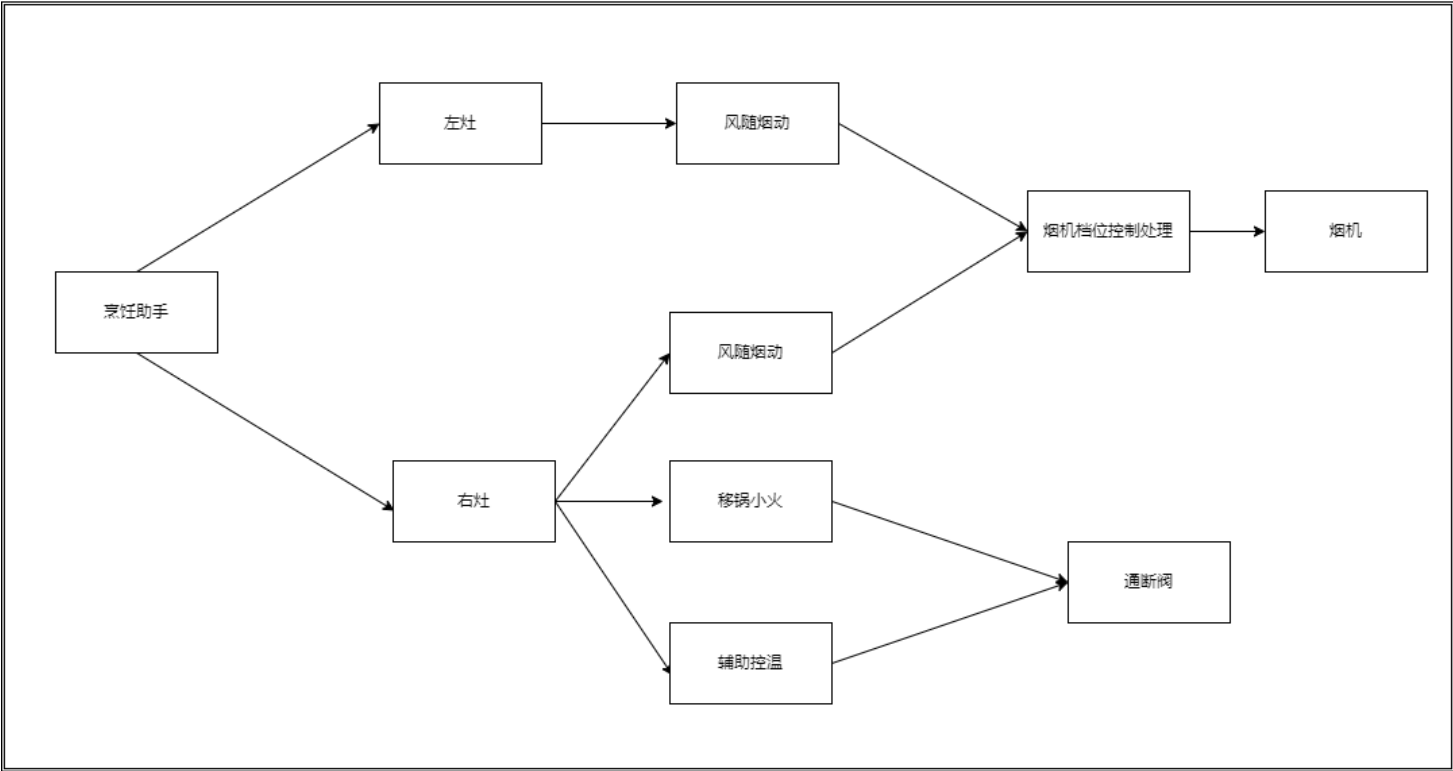 左灶
风随烟动
烟机档位控制处理
烟机
烹饪助手
风随烟动
右灶
移锅小火
通断阀
辅助控温